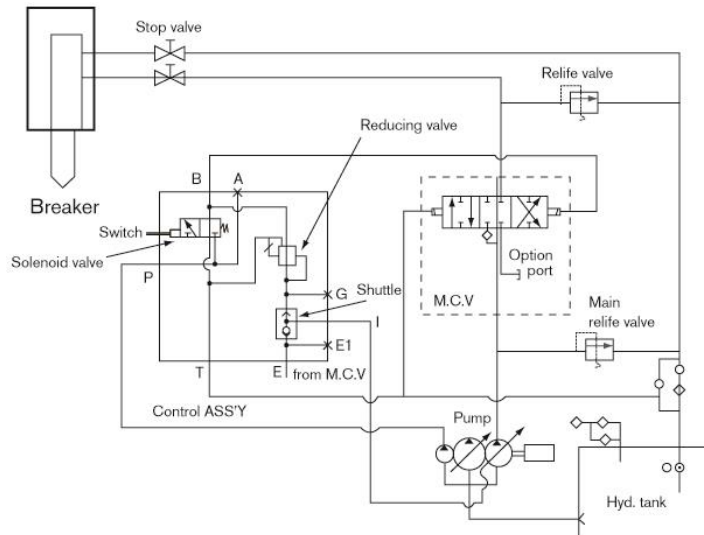 Stop valve
Relife valve
Reducing valve
B
A
Breaker
Switch
Solenoid valve
P
Option
port
G
Shuttle
I
M.C.V
Main
relife valve
E1
T
E
from M.C.V
Control ASS'Y
Pump
Hyd. tank